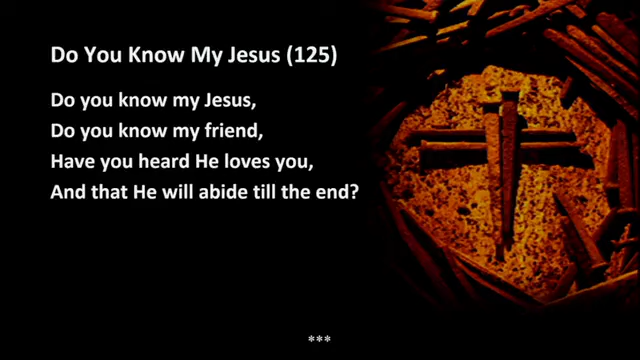 Do You Know My Jesus (125)
Do you know my Jesus,
Do you know my friend,
Have you heard He loves you,
And that He will abide till the end?
***